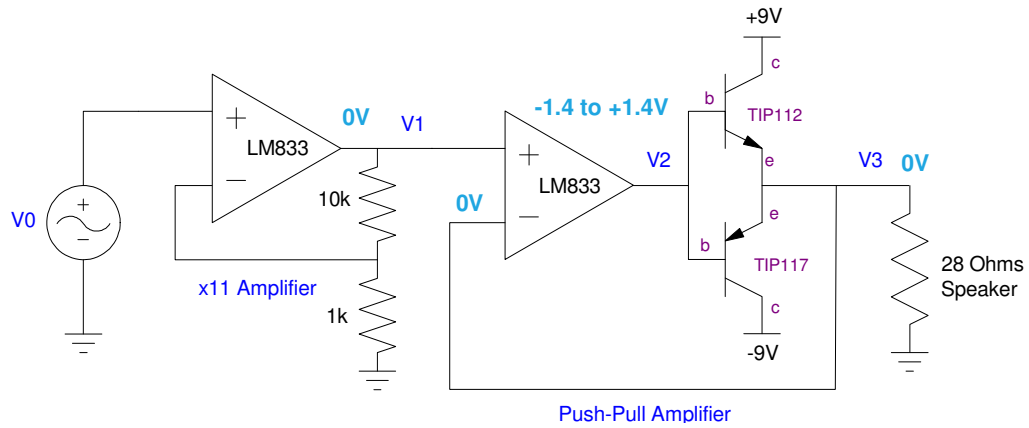 +9V
c
b
TIP112
-1.4 to +1.4V
0V
V1
+
LM833
-
+
LM833
-
V2
e
V3
0V
V0
+
-
10k
0V
e
b
TIP117
28 Ohms
Speaker
x11 Amplifier
1k
c
-9V
Push-Pull Amplifier